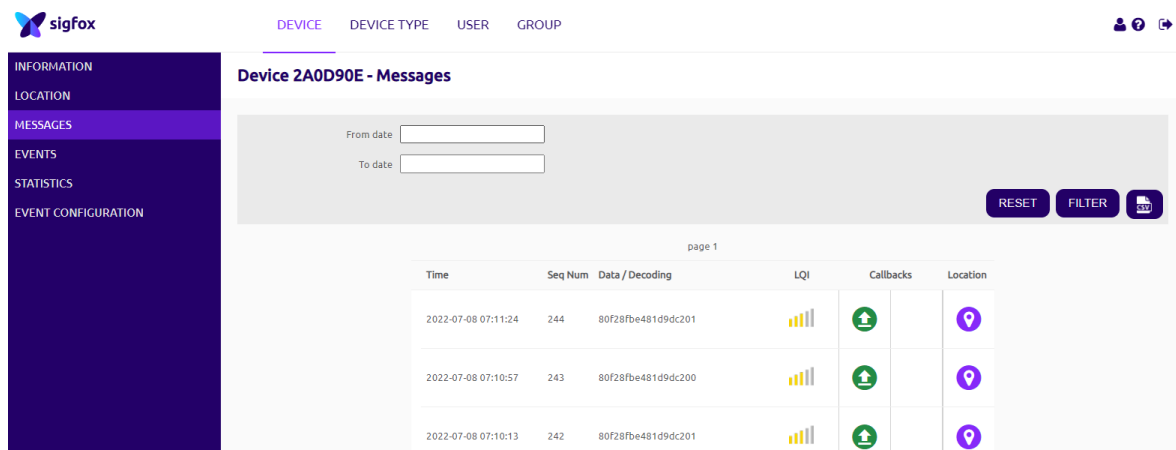 sigfox
DEVICE DEVICE TYPE USER GROUP
INFORMATION
LOCATION
MESSAGES
EVENTS
STATISTICS
EVENT CONFIGURATION
Device 2A0D90E - Messages
From date
To date
RESET FILTER CSV
page 1
Time Seq Num Data / Decoding LQI Callbacks Location
2022-07-08 07:11:24 244 80f28fbe481d9dc201
2022-07-08 07:10:57 243 80f28fbe481d9dc200
2022-07-08 07:10:13 242 80f28fbe481d9dc201